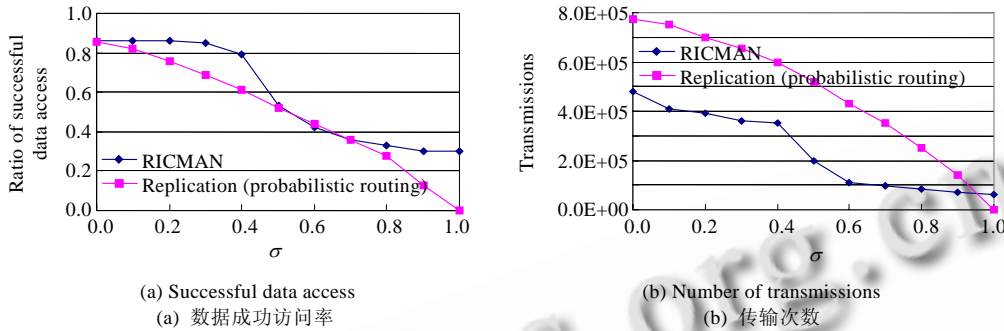 1.0
0.8
0.6
0.4
0.2
0.0
Ratio of successful
data access
RICMAN
Replication (probabilistic routing)
0.0 0.2 0.4 0.6 0.8 1.0
σ
(a) Successful data access
(a) 数据成功访问率
8.0E+05
6.0E+05
4.0E+05
2.0E+05
0.0E+00
Transmissions
RICMAN
Replication (probabilistic routing)
0.0 0.2 0.4 0.6 0.8 1.0
σ
(b) Number of transmissions
(b) 传输次数
org.cn